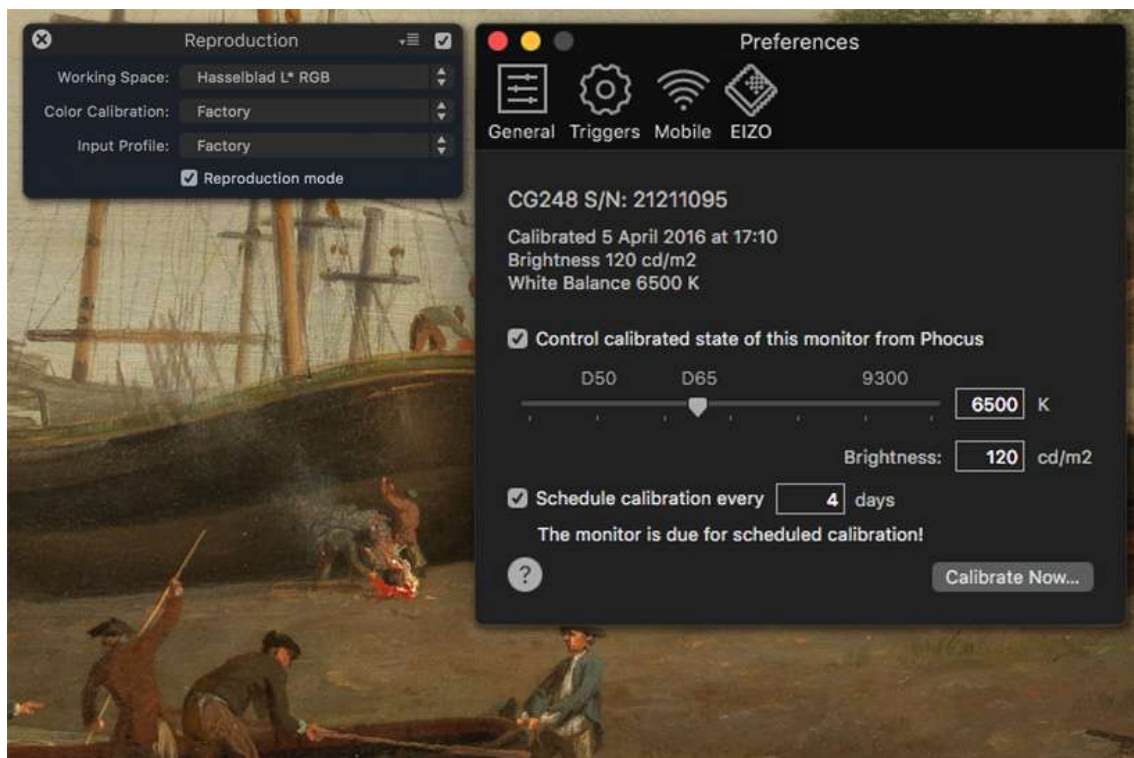 Reproduction
Working Space: Hasselblad L* RGB
Color Calibration: Factory
Input Profile: Factory
Reproduction mode
Preferences
General Triggers Mobile EIZO
CG248 S/N: 21211095
Calibrated 5 April 2016 at 17:10
Brightness 120 cd/m2
White Balance 6500 K
Control calibrated state of this monitor from Phocus
D50 D65 9300
6500 K
Brightness: 120 cd/m2
Schedule calibration every 4 days
The monitor is due for scheduled calibration!
? Calibrate Now...